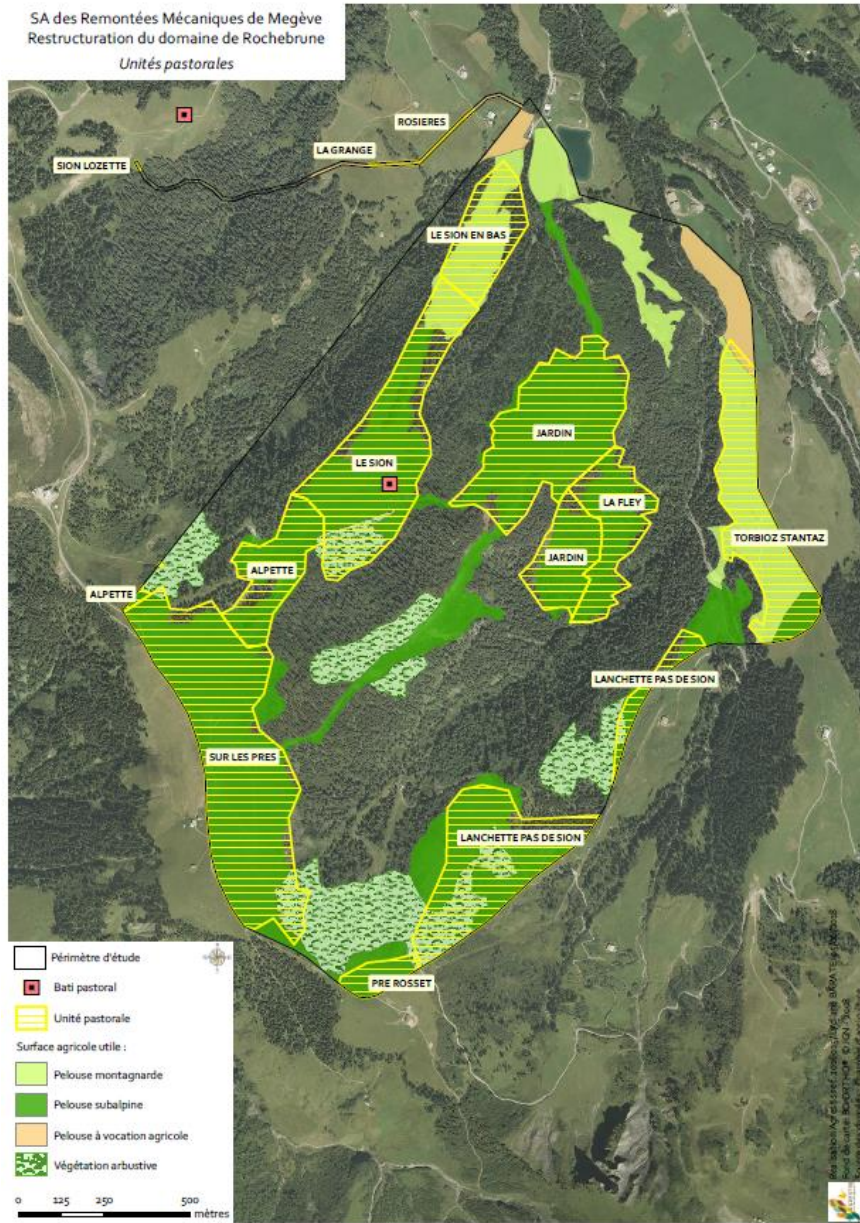 SA des Remontées Mécaniques de Megève
Restructuration du domaine de Rochebrune
Unités pastorales
ROSIERES
LA GRANGE
SION LOZETTE
LE SION EN BAS
JARDIN
LE SION
LA FLEY
TORBIOZ STANTAZ
ALPETTE
JARDIN
ALPETTE
LANCHETTE PAS DE SION
SUR LES PRES
LANCHETTE PAS DE SION
PRE ROSSET
Périmètre d'étude
Bati pastoral
Unité pastorale
Surface agricole utile :
Pelouse montagnarde
Pelouse subalpine
Pelouse à vocation agricole
Végétation arbustive
0 125 250 500
mètres